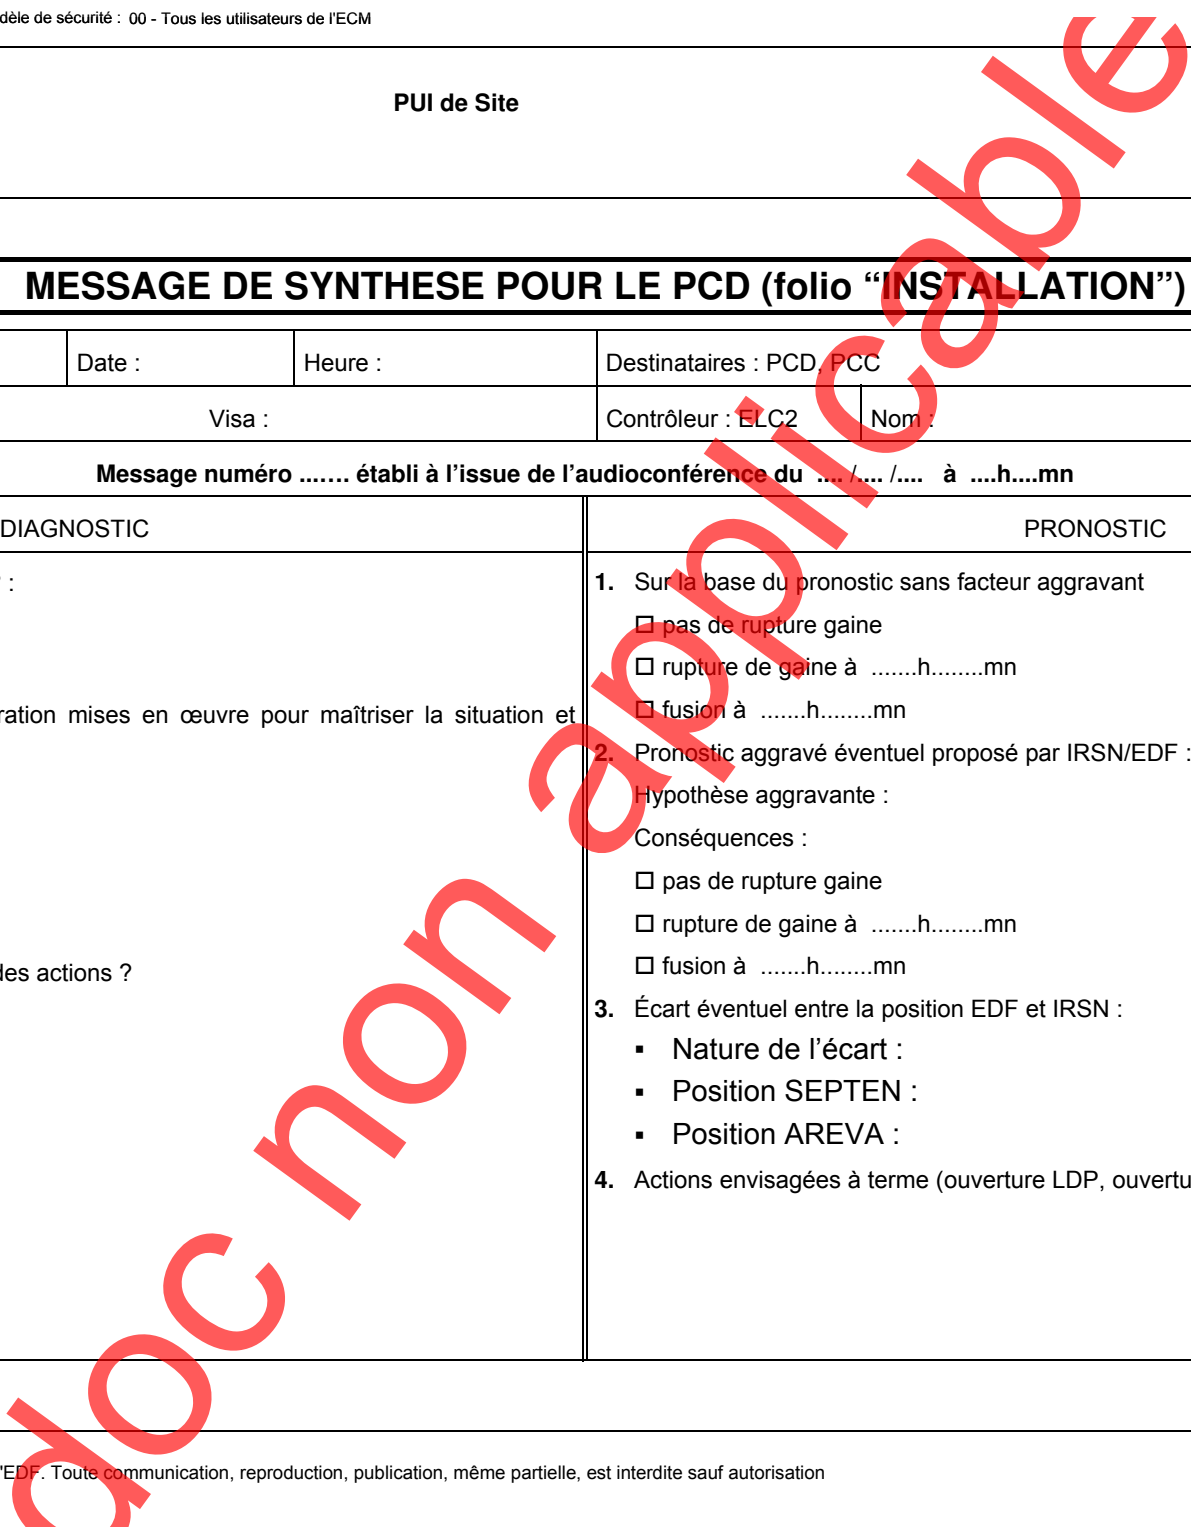 dèle de sécurité : 00 - Tous les utilisateurs de l'ECM
PUI de Site
MESSAGE DE SYNTHESE POUR LE PCD (folio “INSTALLATION”)
Date :
Heure :
Destinataires : PCD, PCC
Visa :
Contrôleur : ELC2
Nom :
Message numéro ....... établi à l’issue de l’audioconférence du .... /.... /.... à ....h....mn
DIAGNOSTIC
:
ration mises en œuvre pour maîtriser la situation et
des actions ?
PRONOSTIC
1. Sur la base du pronostic sans facteur aggravant
☐ pas de rupture gaine
☐ rupture de gaine à .......h........mn
☐ fusion à .......h........mn
2. Pronostic aggravé éventuel proposé par IRSN/EDF :
Hypothèse aggravante :
Conséquences :
☐ pas de rupture gaine
☐ rupture de gaine à .......h........mn
☐ fusion à .......h........mn
3. Écart éventuel entre la position EDF et IRSN :
▪ Nature de l’écart :
▪ Position SEPTEN :
▪ Position AREVA :
4. Actions envisagées à terme (ouverture LDP, ouvertu
'EDF. Toute communication, reproduction, publication, même partielle, est interdite sauf autorisation
doc non applicable